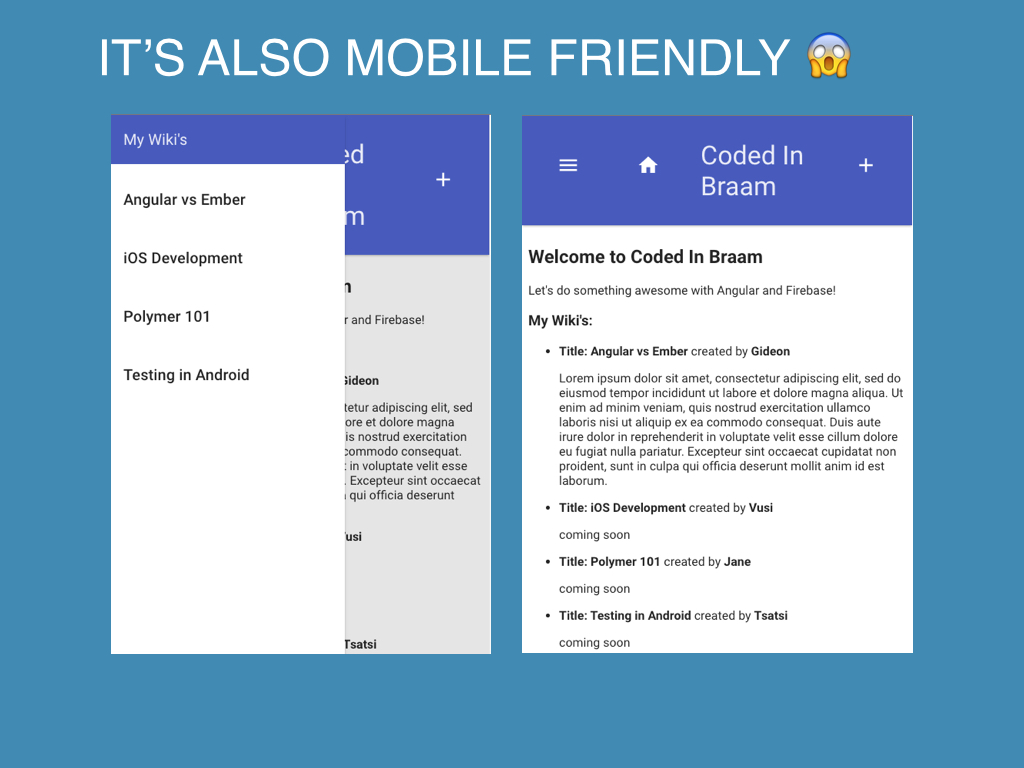 IT’S ALSO MOBILE FRIENDLY 😱
My Wiki's
Angular vs Ember
iOS Development
Polymer 101
Testing in Android
ed
m
+
n
r and Firebase!
Gideon
tetur adipiscing elit, sed
ore et dolore magna
is nostrud exercitation
commodo consequat.
t in voluptate velit esse
. Excepteur sint occaecat
qui officia deserunt
usi
Tsatsi
Coded In
Braam
+
Welcome to Coded In Braam
Let's do something awesome with Angular and Firebase!
My Wiki's:
• Title: Angular vs Ember created by Gideon
Lorem ipsum dolor sit amet, consectetur adipiscing elit, sed do
eiusmod tempor incididunt ut labore et dolore magna aliqua. Ut
enim ad minim veniam, quis nostrud exercitation ullamco
laboris nisi ut aliquip ex ea commodo consequat. Duis aute
irure dolor in reprehenderit in voluptate velit esse cillum dolore
eu fugiat nulla pariatur. Excepteur sint occaecat cupidatat non
proident, sunt in culpa qui officia deserunt mollit anim id est
laborum.
• Title: iOS Development created by Vusi
coming soon
• Title: Polymer 101 created by Jane
coming soon
• Title: Testing in Android created by Tsatsi
coming soon